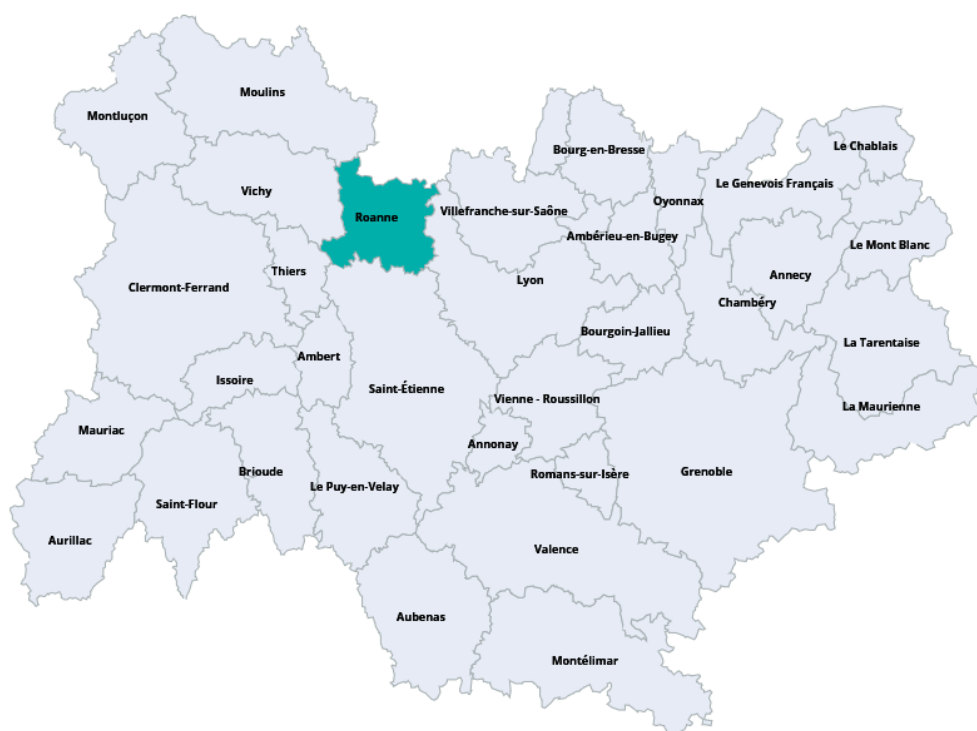 Moulins
Montluçon
Le Chablais
Bourg-en-Bresse
Le Genevois Français
Vichy
Oyonnax
Villefranche-sur-Saône
Roanne
Ambérieu-en-Bugey
Le Mont Blanc
Thiers
Annecy
Lyon
Clermont-Ferrand
Chambéry
Bourgoin-Jallieu
La Tarentaise
Ambert
Issoire
Saint-Étienne
Vienne - Roussillon
La Maurienne
Mauriac
Annonay
Brioude
Grenoble
Romans-sur-Isère
Le Puy-en-Velay
Saint-Flour
Aurillac
Valence
Aubenas
Montélimar